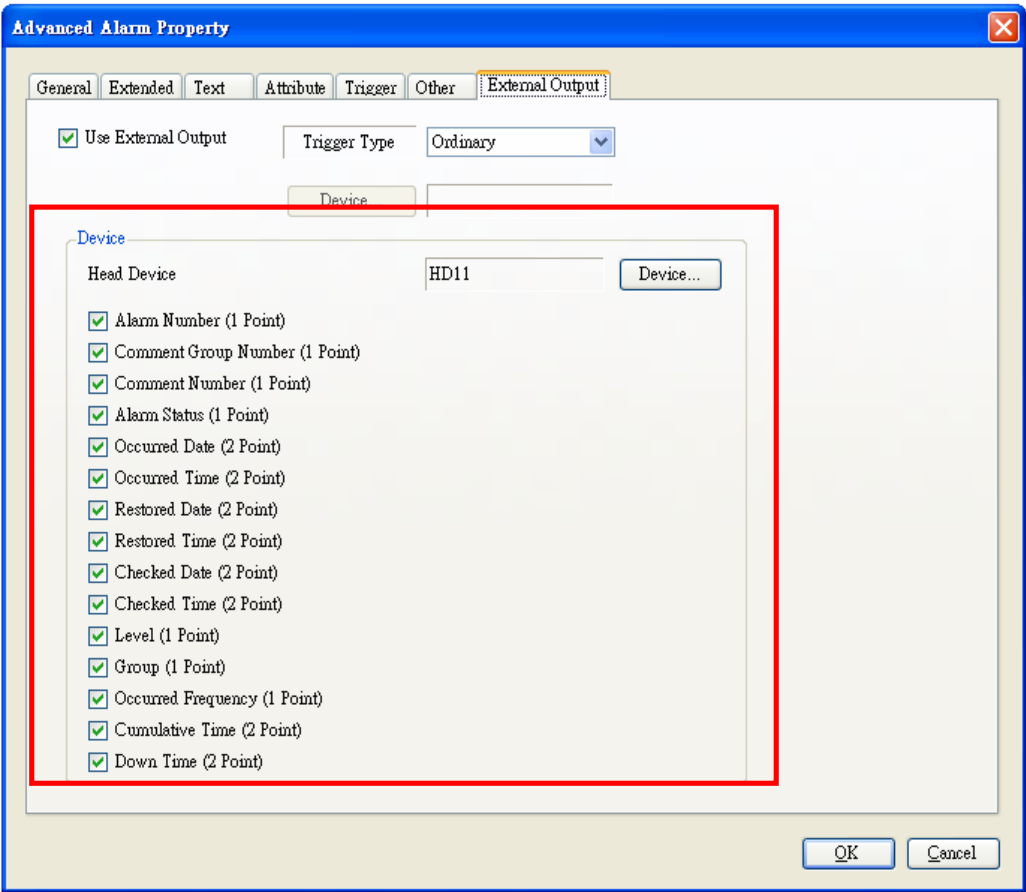 Advanced Alarm Property
General Extended Text Attribute Trigger Other External Output
Use External Output Trigger Type Ordinary
Device...
Device
Head Device HD11 Device...
Alarm Number (1 Point)
Comment Group Number (1 Point)
Comment Number (1 Point)
Alarm Status (1 Point)
Occurred Date (2 Point)
Occurred Time (2 Point)
Restored Date (2 Point)
Restored Time (2 Point)
Checked Date (2 Point)
Checked Time (2 Point)
Level (1 Point)
Group (1 Point)
Occurred Frequency (1 Point)
Cumulative Time (2 Point)
Down Time (2 Point)
OK Cancel